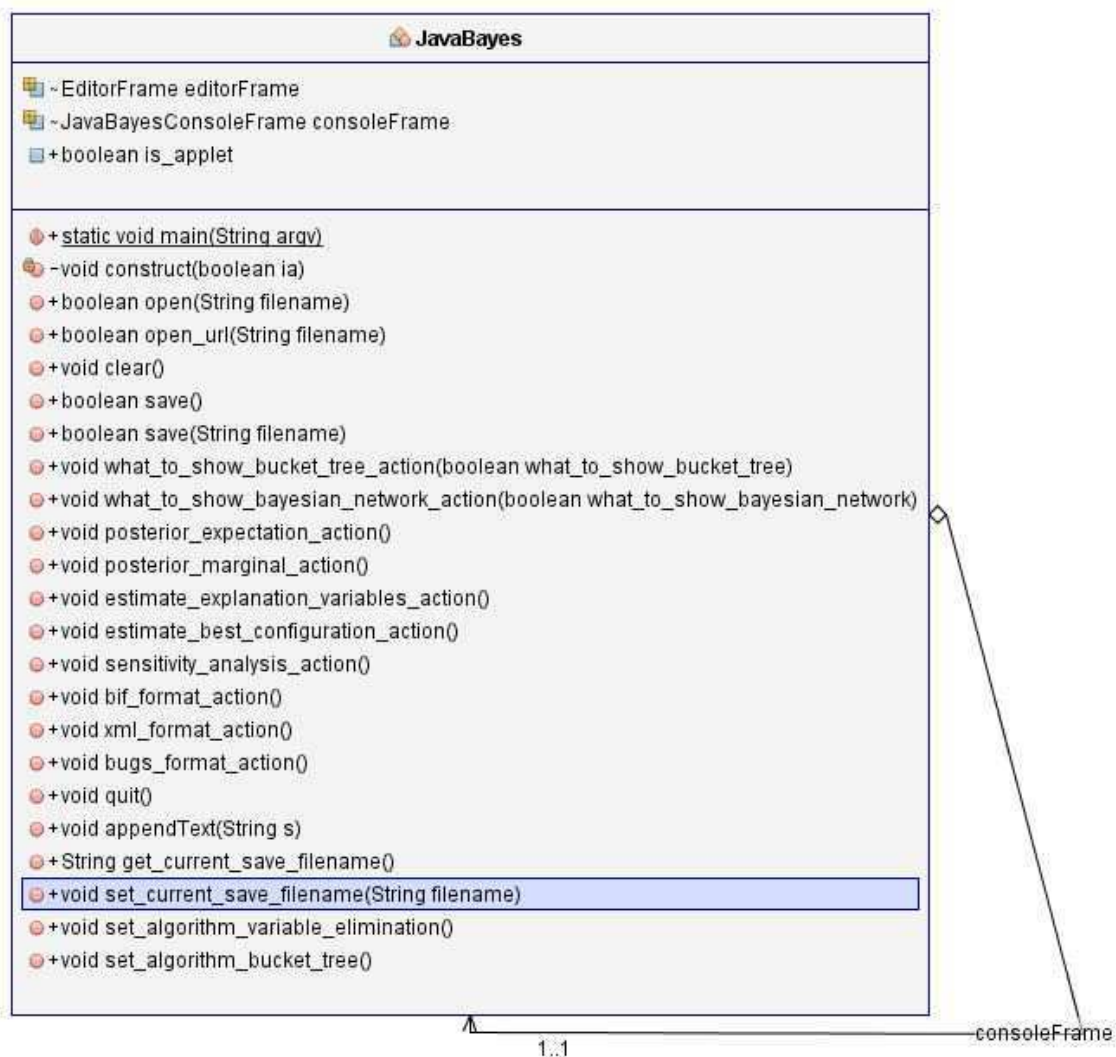 JavaBayes
~EditorFrame editorFrame
~JavaBayesConsoleFrame consoleFrame
+boolean is_applet
+static void main(String argv)
-void construct(boolean ia)
+boolean open(String filename)
+boolean open_url(String filename)
+void clear()
+boolean save()
+boolean save(String filename)
+void what_to_show_bucket_tree_action(boolean what_to_show_bucket_tree)
+void what_to_show_bayesian_network_action(boolean what_to_show_bayesian_network)
+void posterior_expectation_action()
+void posterior_marginal_action()
+void estimate_explanation_variables_action()
+void estimate_best_configuration_action()
+void sensitivity_analysis_action()
+void bif_format_action()
+void xml_format_action()
+void bugs_format_action()
+void quit()
+void appendText(String s)
+String get_current_save_filename()
+void set_current_save_filename(String filename)
+void set_algorithm_variable_elimination()
+void set_algorithm_bucket_tree()
consoleFrame
1..1